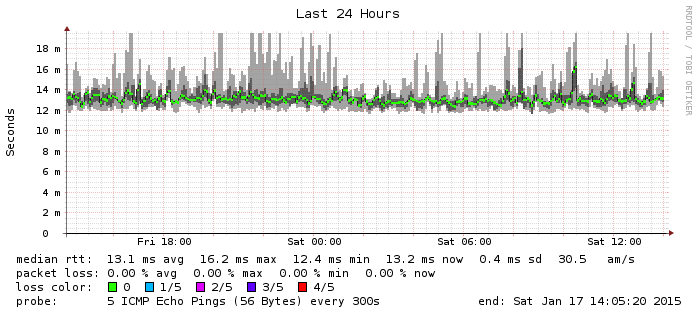 Last 24 Hours
RRDTOOL / TOBI OETIKER
Seconds
18 m
16 m
14 m
12 m
10 m
8 m
6 m
4 m
2 m
0
Fri 18:00 Sat 00:00 Sat 06:00 Sat 12:00
median rtt: 13.1 ms avg 16.2 ms max 12.4 ms min 13.2 ms now 0.4 ms sd 30.5 am/s
packet loss: 0.00 % avg 0.00 % max 0.00 % min 0.00 % now
loss color: 0 1/5 2/5 3/5 4/5
probe: 5 ICMP Echo Pings (56 Bytes) every 300s end: Sat Jan 17 14:05:20 2015